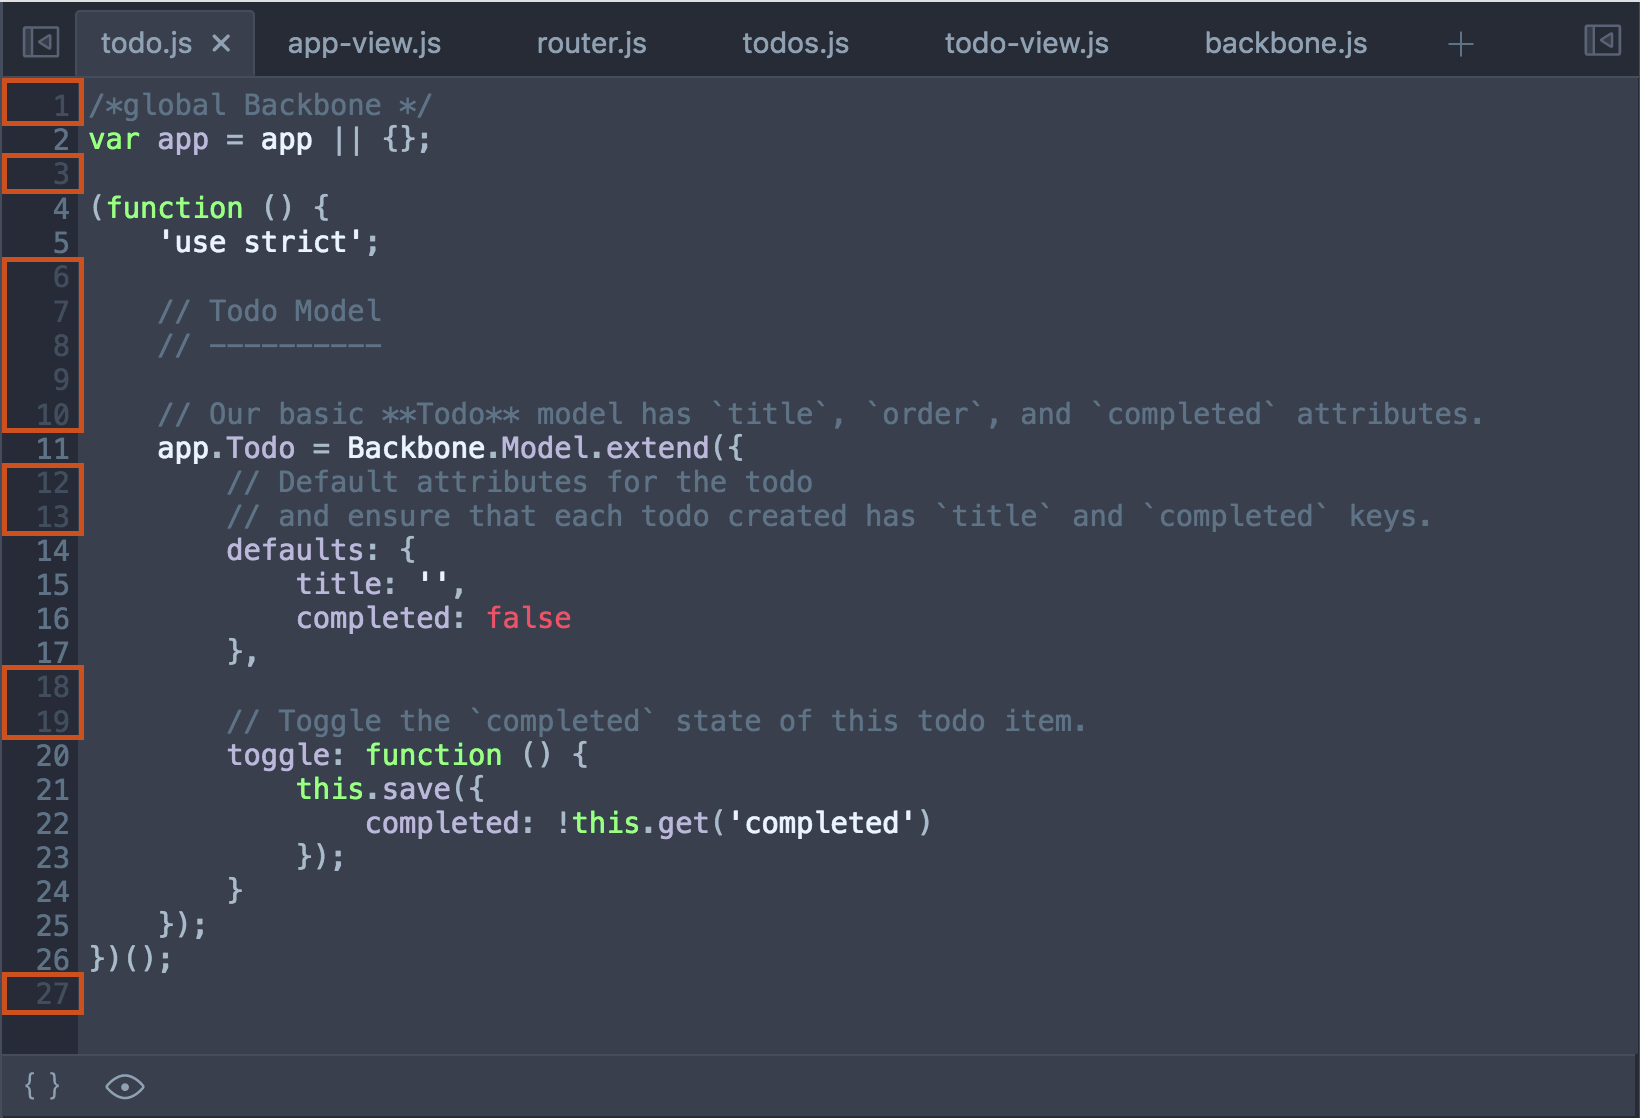 todo.js app-view.js router.js todos.js todo-view.js backbone.js
1 /*global Backbone */
2 var app = app || {};
3
4 (function () {
5     'use strict';
6
7     // Todo Model
8     // ----------
9
10     // Our basic **Todo** model has `title`, `order`, and `completed` attributes.
11     app.Todo = Backbone.Model.extend({
12         // Default attributes for the todo
13         // and ensure that each todo created has `title` and `completed` keys.
14         defaults: {
15             title: '',
16             completed: false
17         },
18
19         // Toggle the `completed` state of this todo item.
20         toggle: function () {
21             this.save({
22                 completed: !this.get('completed')
23             });
24         }
25     });
26 })();
27
{ }